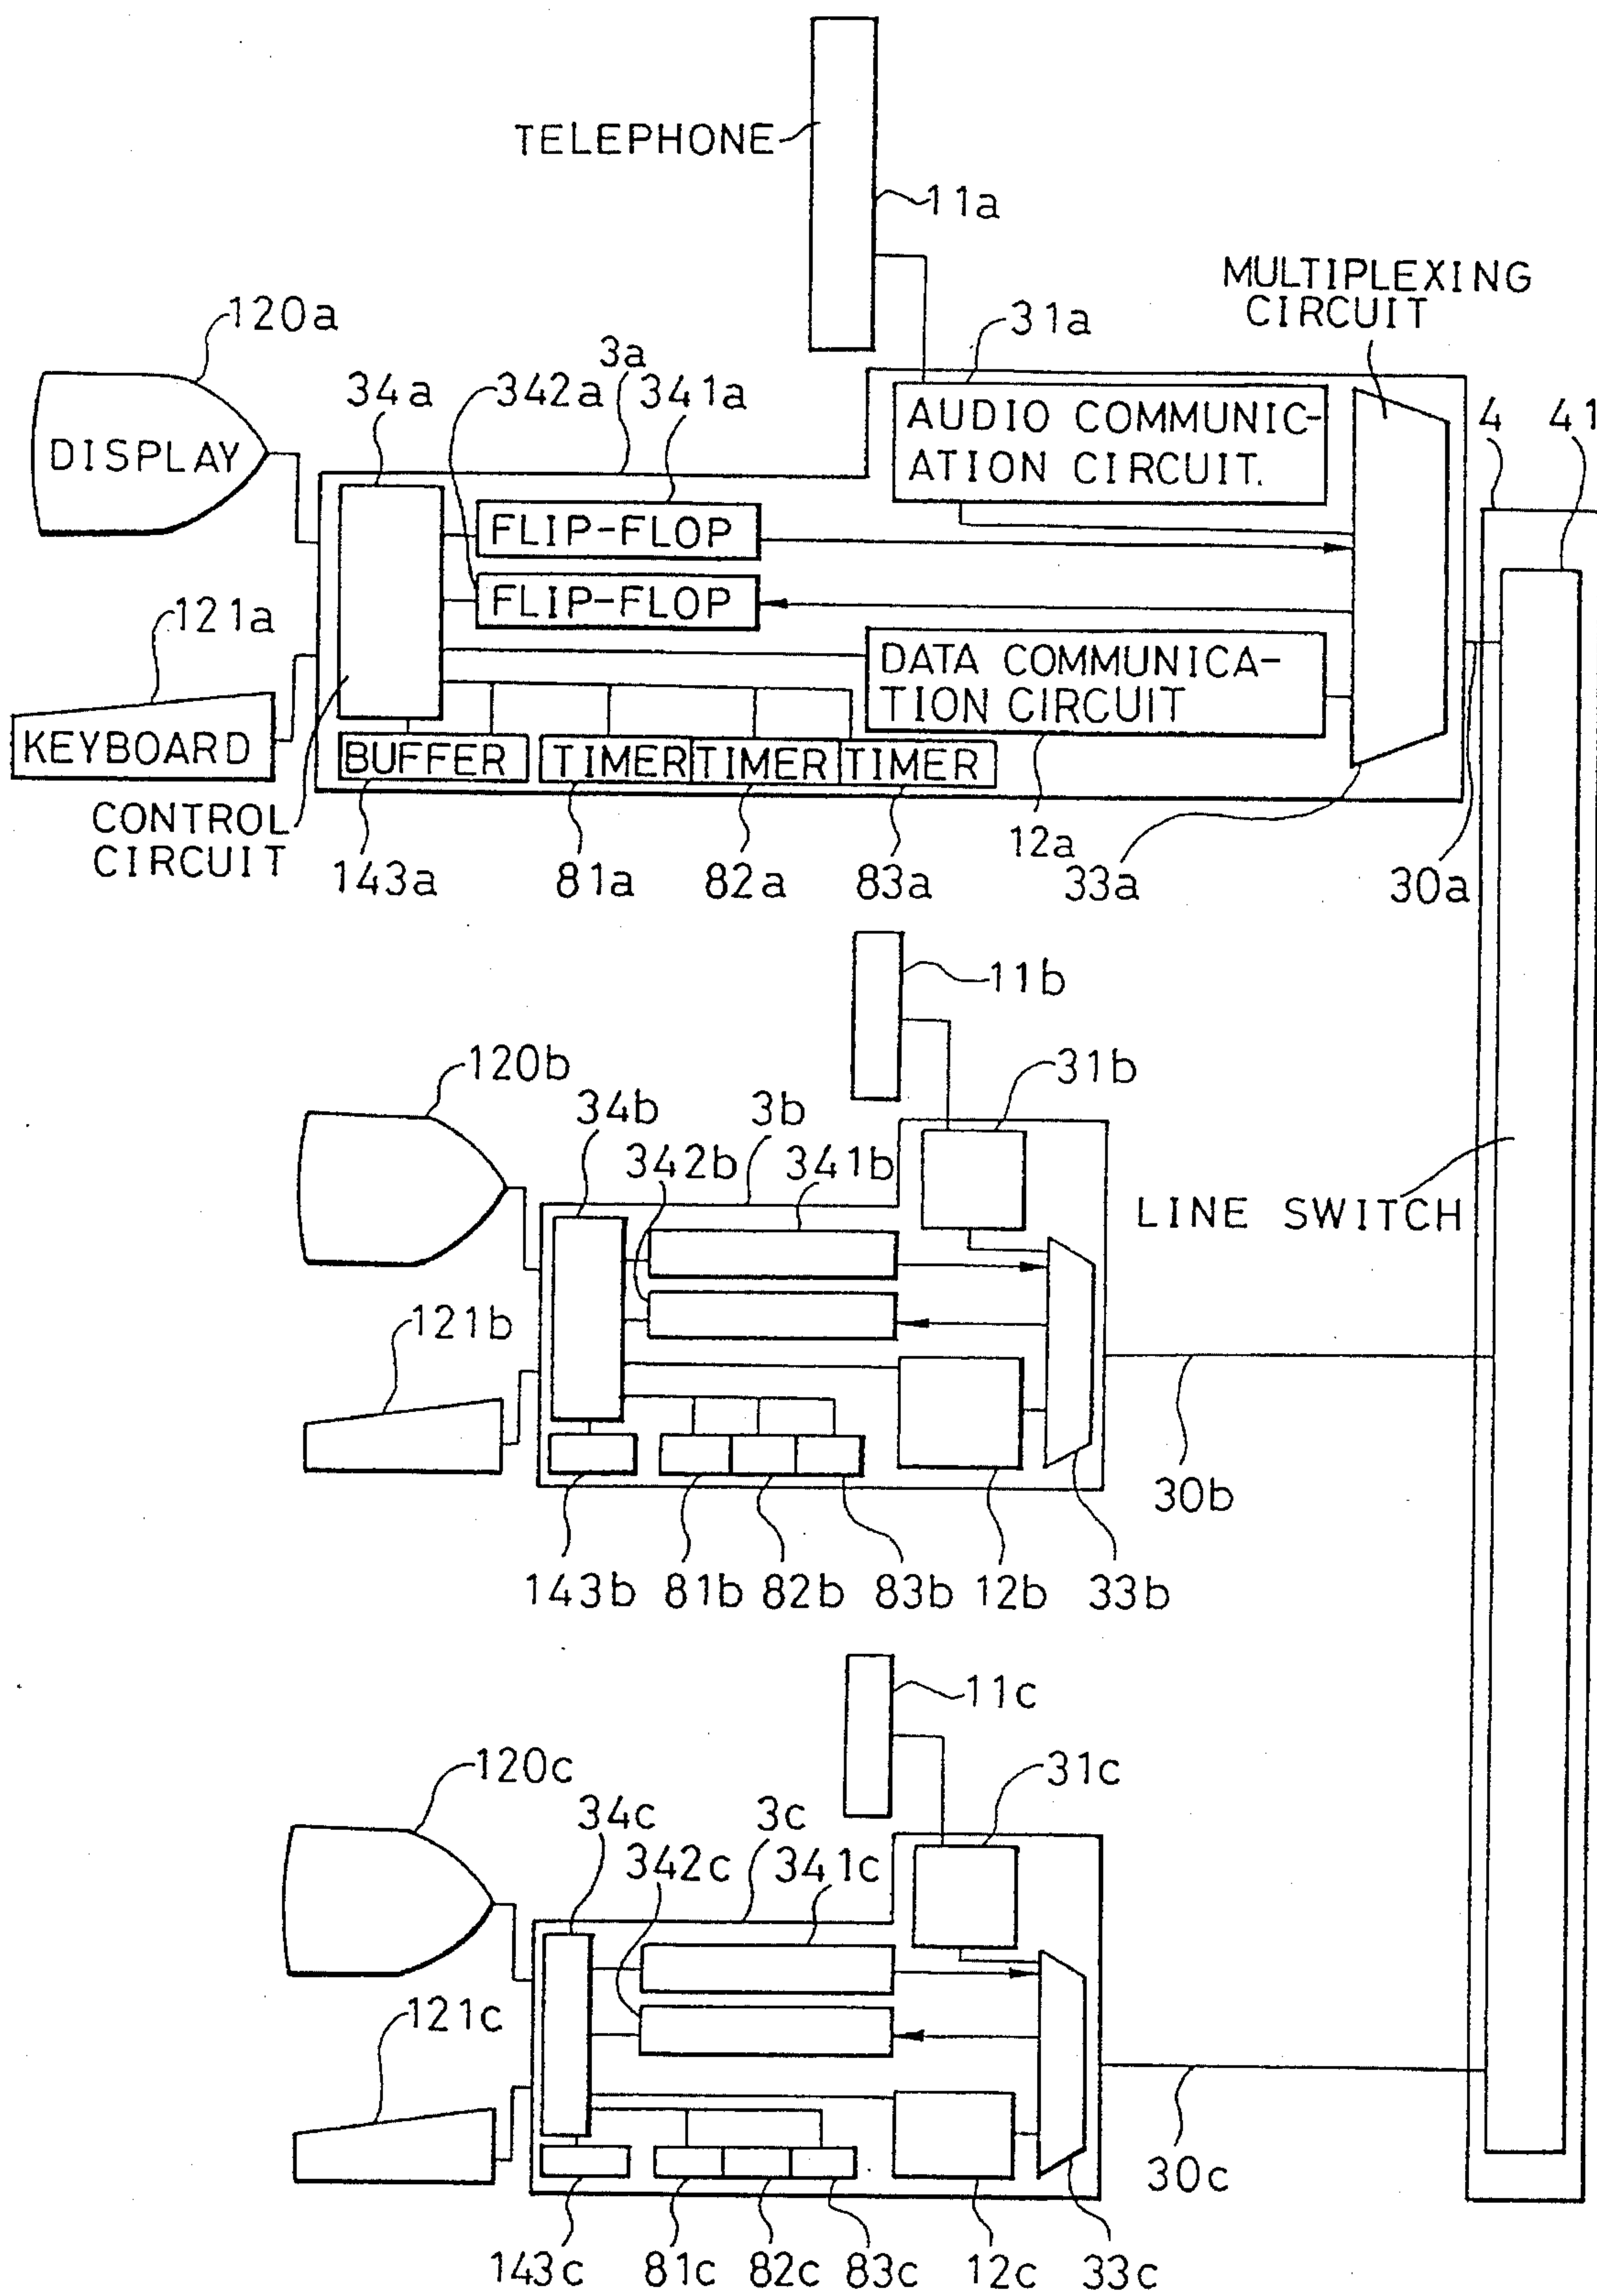 TELEPHONE
11a
MULTIPLEXING
CIRCUIT
120a
31a
3a
34a
342a
341a
4
41
AUDIO COMMUNIC-
ATION CIRCUIT.
DISPLAY
FLIP-FLOP
FLIP-FLOP
121a
DATA COMMUNICA-
TION CIRCUIT
KEYBOARD
BUFFER
TIMER
TIMER
TIMER
CONTROL
CIRCUIT
143a
81a
82a
83a
12a
33a
30a
11b
120b
31b
34b
3b
342b
341b
LINE SWITCH
121b
30b
143b
81b
82b
83b
12b
33b
11c
120c
31c
34c
3c
342c
341c
121c
30c
143c
81c
82c
83c
12c
33c